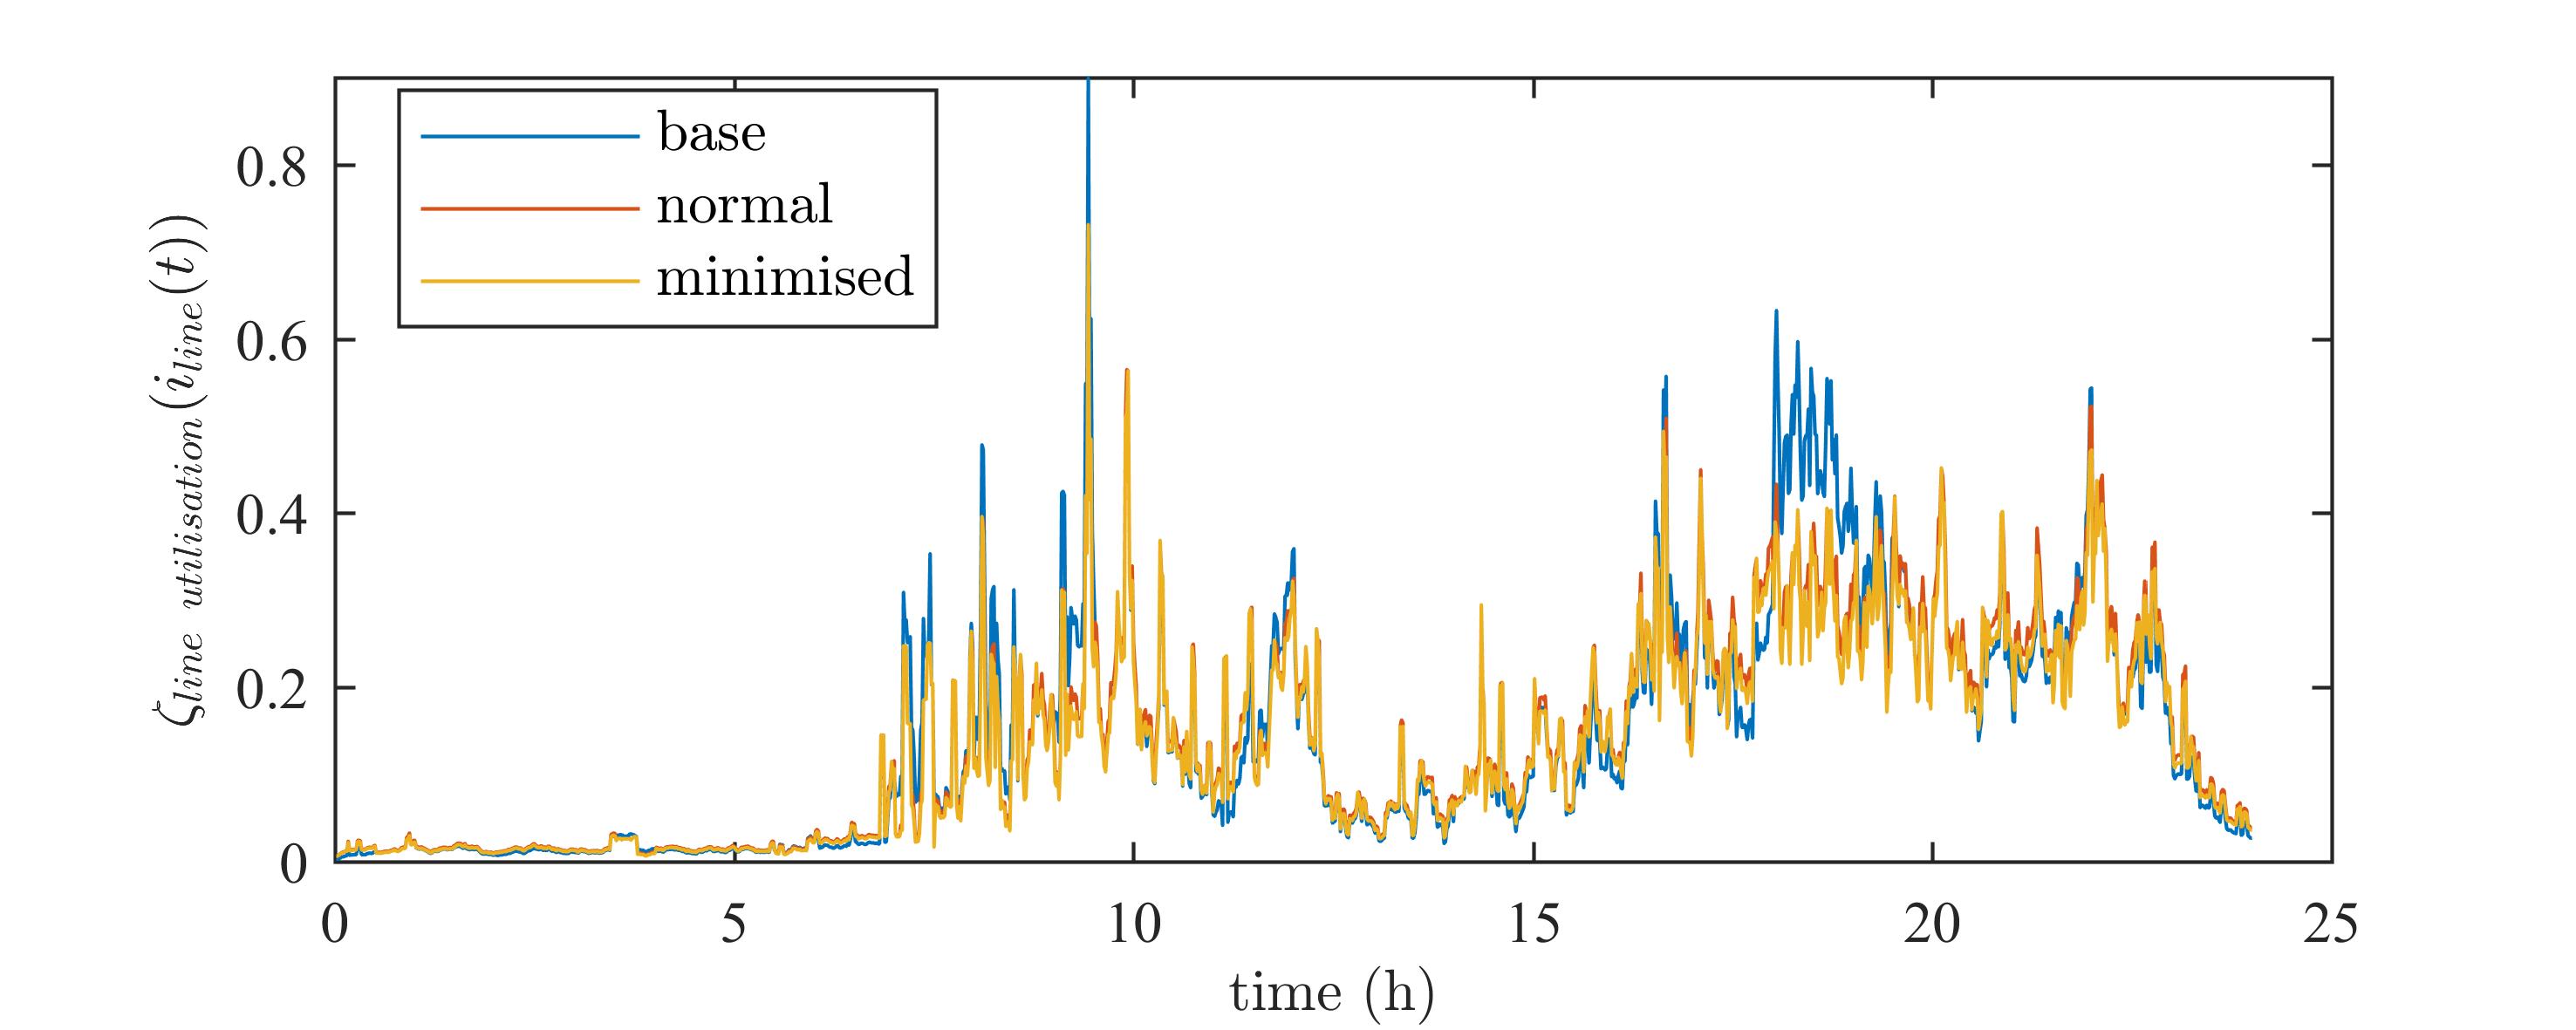 base
normal
minimised
0.8
0.6
0.4
0.2
0
ζline utilisation(iline(t))
0 5 10 15 20 25
time (h)